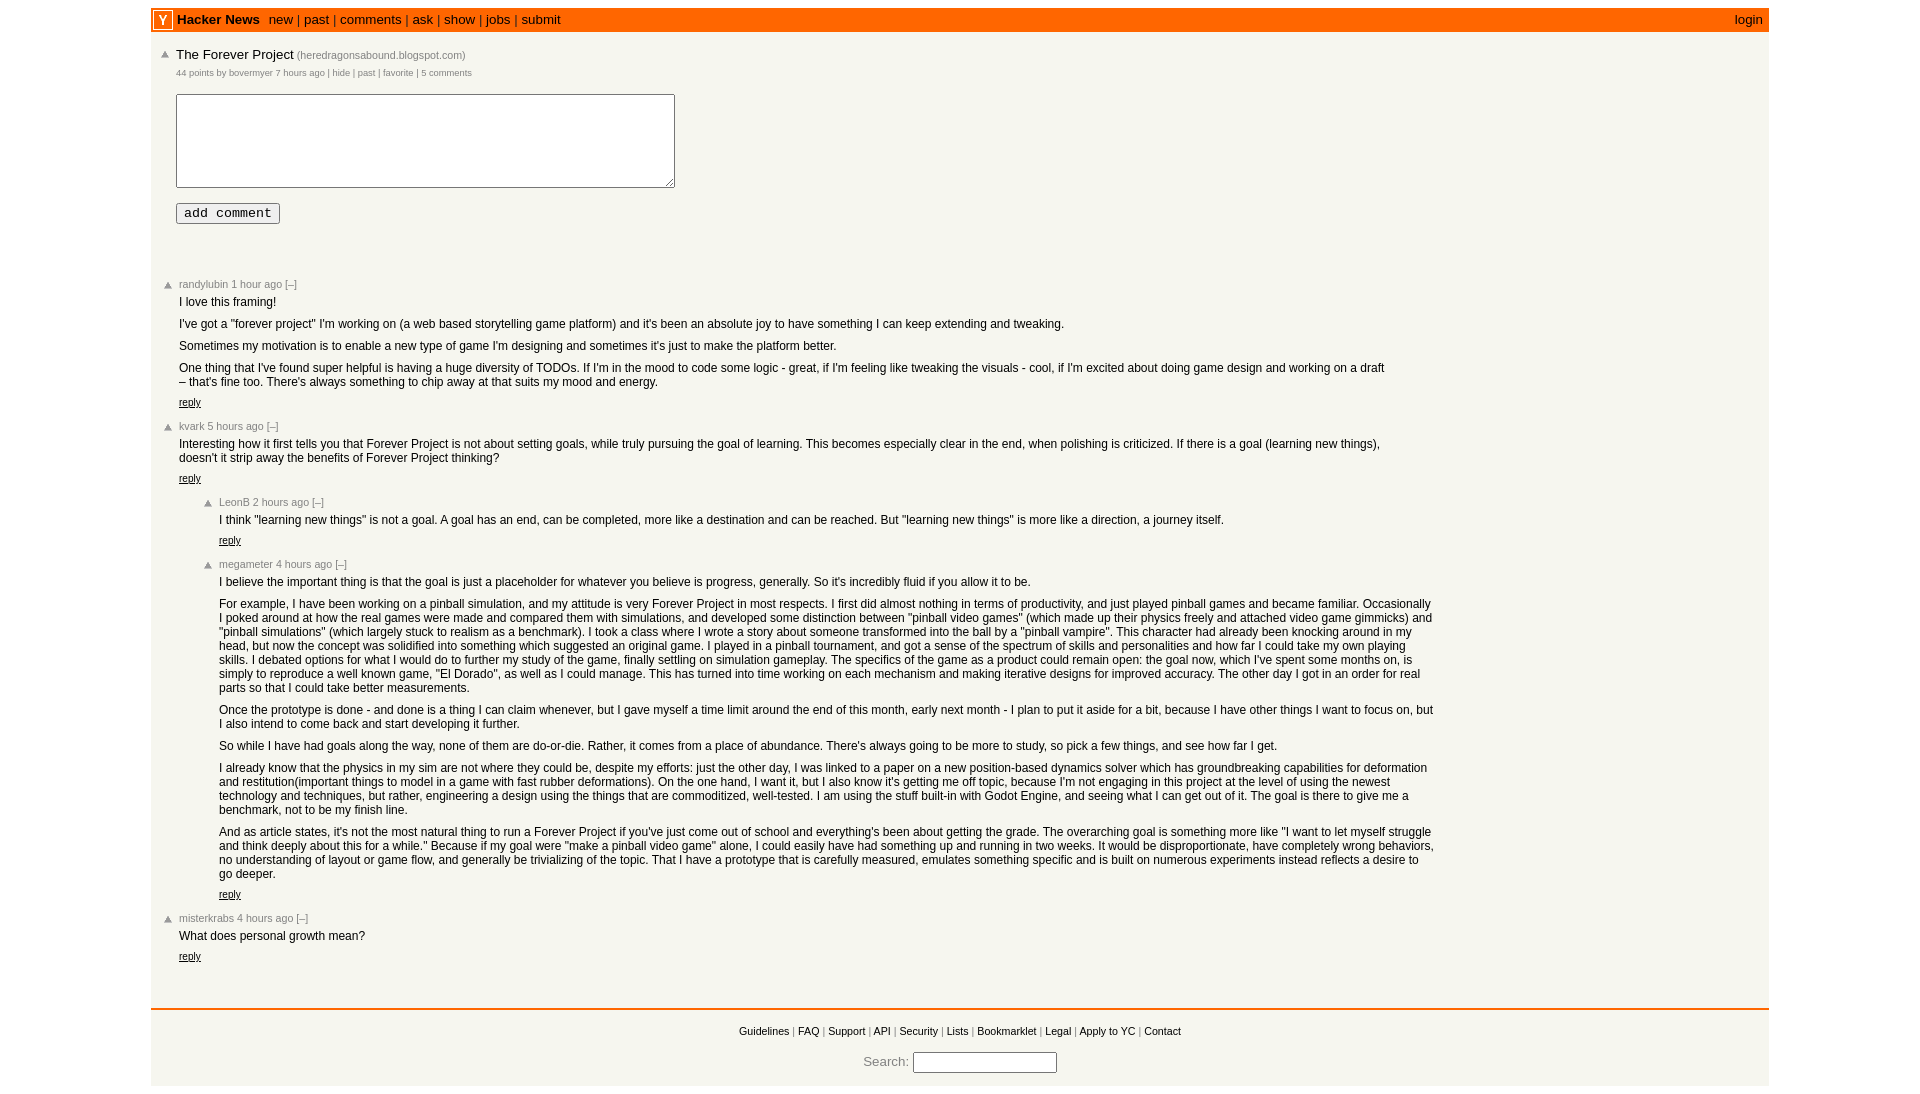 Y Hacker News new | past | comments | ask | show | jobs | submit login
The Forever Project (heredragonsabound.blogspot.com)
44 points by bovermyer 7 hours ago | hide | past | favorite | 5 comments
add comment
randylubin 1 hour ago [–]
I love this framing!
I've got a "forever project" I'm working on (a web based storytelling game platform) and it's been an absolute joy to have something I can keep extending and tweaking.
Sometimes my motivation is to enable a new type of game I'm designing and sometimes it's just to make the platform better.
One thing that I've found super helpful is having a huge diversity of TODOs. If I'm in the mood to code some logic - great, if I'm feeling like tweaking the visuals - cool, if I'm excited about doing game design and working on a draft
– that's fine too. There's always something to chip away at that suits my mood and energy.
reply
kvark 5 hours ago [–]
Interesting how it first tells you that Forever Project is not about setting goals, while truly pursuing the goal of learning. This becomes especially clear in the end, when polishing is criticized. If there is a goal (learning new things),
doesn't it strip away the benefits of Forever Project thinking?
reply
LeonB 2 hours ago [–]
I think "learning new things" is not a goal. A goal has an end, can be completed, more like a destination and can be reached. But "learning new things" is more like a direction, a journey itself.
reply
megameter 4 hours ago [–]
I believe the important thing is that the goal is just a placeholder for whatever you believe is progress, generally. So it's incredibly fluid if you allow it to be.
For example, I have been working on a pinball simulation, and my attitude is very Forever Project in most respects. I first did almost nothing in terms of productivity, and just played pinball games and became familiar. Occasionally
I poked around at how the real games were made and compared them with simulations, and developed some distinction between "pinball video games" (which made up their physics freely and attached video game gimmicks) and
"pinball simulations" (which largely stuck to realism as a benchmark). I took a class where I wrote a story about someone transformed into the ball by a "pinball vampire". This character had already been knocking around in my
head, but now the concept was solidified into something which suggested an original game. I played in a pinball tournament, and got a sense of the spectrum of skills and personalities and how far I could take my own playing
skills. I debated options for what I would do to further my study of the game, finally settling on simulation gameplay. The specifics of the game as a product could remain open: the goal now, which I've spent some months on, is
simply to reproduce a well known game, "El Dorado", as well as I could manage. This has turned into time working on each mechanism and making iterative designs for improved accuracy. The other day I got in an order for real
parts so that I could take better measurements.
Once the prototype is done - and done is a thing I can claim whenever, but I gave myself a time limit around the end of this month, early next month - I plan to put it aside for a bit, because I have other things I want to focus on, but
I also intend to come back and start developing it further.
So while I have had goals along the way, none of them are do-or-die. Rather, it comes from a place of abundance. There's always going to be more to study, so pick a few things, and see how far I get.
I already know that the physics in my sim are not where they could be, despite my efforts: just the other day, I was linked to a paper on a new position-based dynamics solver which has groundbreaking capabilities for deformation
and restitution(important things to model in a game with fast rubber deformations). On the one hand, I want it, but I also know it's getting me off topic, because I'm not engaging in this project at the level of using the newest
technology and techniques, but rather, engineering a design using the things that are commoditized, well-tested. I am using the stuff built-in with Godot Engine, and seeing what I can get out of it. The goal is there to give me a
benchmark, not to be my finish line.
And as article states, it's not the most natural thing to run a Forever Project if you've just come out of school and everything's been about getting the grade. The overarching goal is something more like "I want to let myself struggle
and think deeply about this for a while." Because if my goal were "make a pinball video game" alone, I could easily have had something up and running in two weeks. It would be disproportionate, have completely wrong behaviors,
no understanding of layout or game flow, and generally be trivializing of the topic. That I have a prototype that is carefully measured, emulates something specific and is built on numerous experiments instead reflects a desire to
go deeper.
reply
misterkrabs 4 hours ago [–]
What does personal growth mean?
reply
Guidelines | FAQ | Support | API | Security | Lists | Bookmarklet | Legal | Apply to YC | Contact
Search: